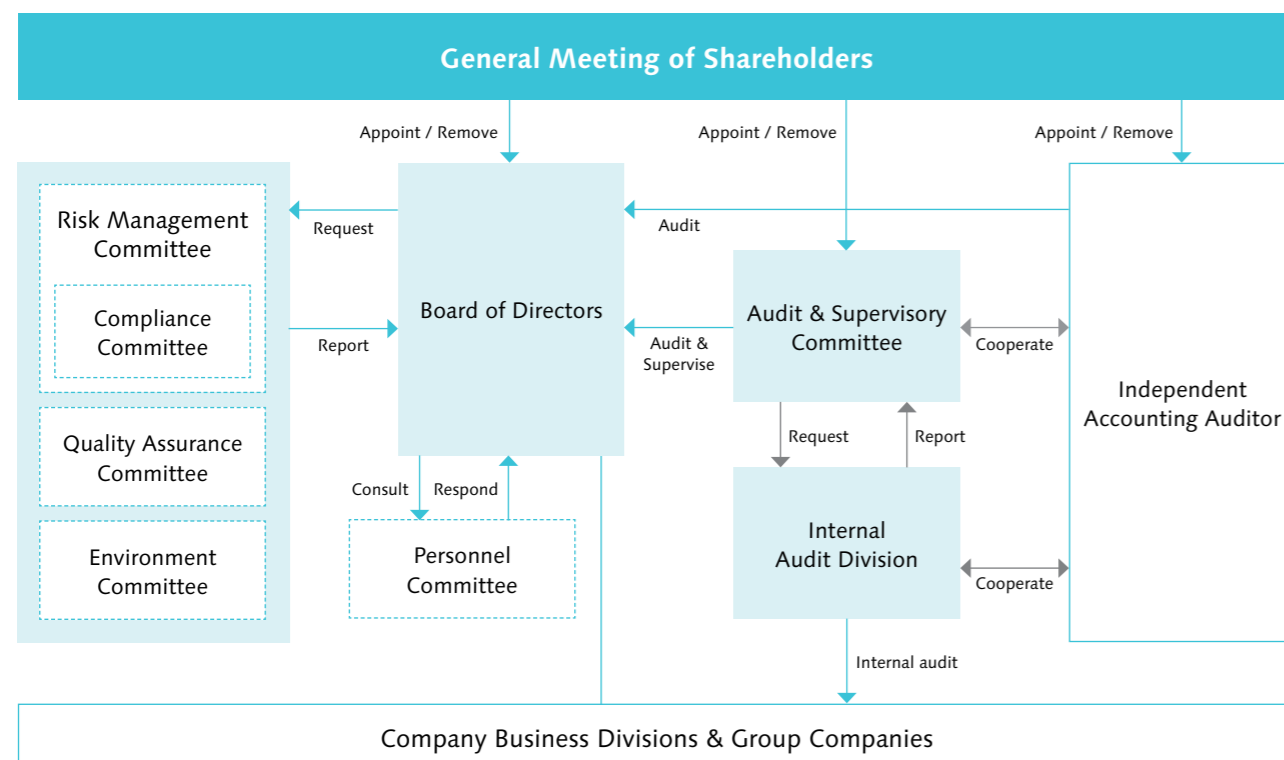 General Meeting of Shareholders
Appoint / Remove
Appoint / Remove
Appoint / Remove
Risk Management
Committee
Compliance
Committee
Quality Assurance
Committee
Environment
Committee
Request
Report
Board of Directors
Consult
Respond
Personnel
Committee
Audit
Audit &
Supervise
Audit & Supervisory
Committee
Cooperate
Request
Report
Internal
Audit Division
Cooperate
Internal audit
Independent
Accounting Auditor
Company Business Divisions & Group Companies